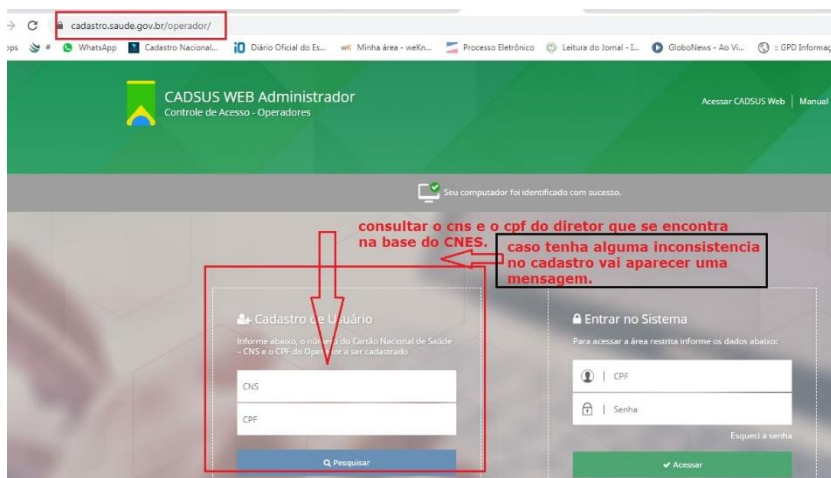 cadastro.saude.gov.br/operador/
# WhatsApp Cadastro Nacional... Diário Oficial do Es... Minha área - weKn... Processo Eletrônico Leitura do Jornal - I... GloboNews - Ao Vi... :: GPD Informaç
CADSUS WEB Administrador
Controle de Acesso - Operadores
Acessar CADSUS Web | Manual
Seu computador foi identificado com sucesso.
consultar o cns e o cpf do diretor que se encontra
na base do CNES.
caso tenha alguma inconsistencia
no cadastro vai aparecer uma
mensagem.
Cadastro de Usuário
Informe abaixo, o número do Cartão Nacional de Saúde
– CNS e o CPF do Operador a ser cadastrado
CNS
CPF
Pesquisar
Entrar no Sistema
Para acessar a área restrita informe os dados abaixo:
CPF
Senha
Esqueci a senha
Acessar